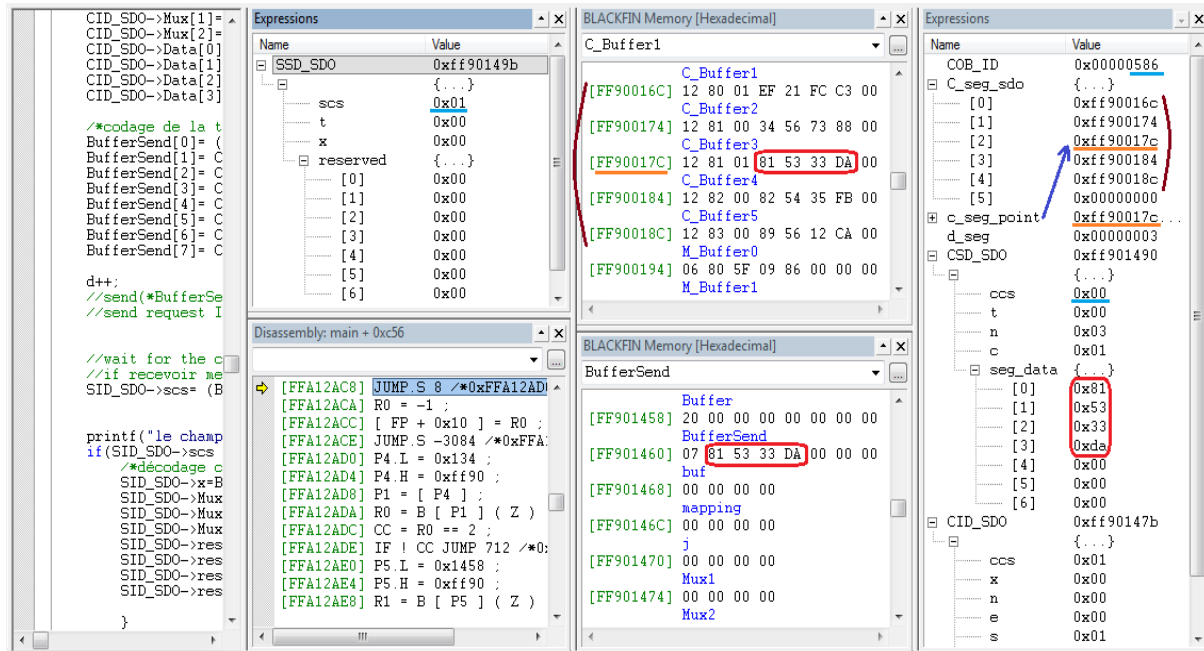 CID_SDO->Mux[1]=
CID_SDO->Mux[2]=
CID_SDO->Data[0]
CID_SDO->Data[1]
CID_SDO->Data[2]
CID_SDO->Data[3]
/*codage de la t
BufferSend[0]= (
BufferSend[1]= C
BufferSend[2]= C
BufferSend[3]= C
BufferSend[4]= C
BufferSend[5]= C
BufferSend[6]= C
BufferSend[7]= C
d++;
//send(*BufferSe
//send request I
//wait for the c
//if recevoir me
SID_SDO->scs= (B
printf("le champ
if(SID_SDO->scs
/*décodage c
SID_SDO->x=B
SID_SDO->Mux
SID_SDO->Mux
SID_SDO->Mux
SID_SDO->res
SID_SDO->res
SID_SDO->res
SID_SDO->res
}
Expressions
Name Value
SSD_SDO 0xff90149b
{...}
scs 0x01
t 0x00
x 0x00
reserved {...}
[0] 0x00
[1] 0x00
[2] 0x00
[3] 0x00
[4] 0x00
[5] 0x00
[6] 0x00
Disassembly: main + 0xc56
[FFA12AC8] JUMP.S 8 /*0xFFA12AD0
[FFA12ACA] R0 = -1 ;
[FFA12ACC] [ FP + 0x10 ] = R0 ;
[FFA12ACE] JUMP.S -3084 /*0xFFA1
[FFA12AD0] P4.L = 0x134 ;
[FFA12AD4] P4.H = 0xff90 ;
[FFA12AD8] P1 = [ P4 ] ;
[FFA12ADA] R0 = B [ P1 ] ( Z )
[FFA12ADC] CC = R0 == 2 ;
[FFA12ADE] IF ! CC JUMP 712 /*0x
[FFA12AE0] P5.L = 0x1458 ;
[FFA12AE4] P5.H = 0xff90 ;
[FFA12AE8] R1 = B [ P5 ] ( Z )
BLACKFIN Memory [Hexadecimal]
C_Buffer1
C_Buffer1
[FF90016C] 12 80 01 EF 21 FC C3 00
C_Buffer2
[FF900174] 12 81 00 34 56 73 88 00
C_Buffer3
[FF90017C] 12 81 01 81 53 33 DA 00
C_Buffer4
[FF900184] 12 82 00 82 54 35 FB 00
C_Buffer5
[FF90018C] 12 83 00 89 56 12 CA 00
M_Buffer0
[FF900194] 06 80 5F 09 86 00 00 00
M_Buffer1
BLACKFIN Memory [Hexadecimal]
BufferSend
Buffer
[FF901458] 20 00 00 00 00 00 00 00
BufferSend
[FF901460] 07 81 53 33 DA 00 00 00
buf
[FF901468] 00 00 00 00
mapping
[FF90146C] 00 00 00 00
j
[FF901470] 00 00 00 00
Mux1
[FF901474] 00 00 00 00
Mux2
Expressions
Name Value
COB_ID 0x00000586
C_seg_sdo {...}
[0] 0xff90016c
[1] 0xff900174
[2] 0xff90017c
[3] 0xff900184
[4] 0xff90018c
[5] 0x00000000
c_seg_point 0xff90017c...
d_seg 0x00000003
CSD_SDO 0xff901490
{...}
ccs 0x00
t 0x00
n 0x03
c 0x01
seg_data {...}
[0] 0x81
[1] 0x53
[2] 0x33
[3] 0xda
[4] 0x00
[5] 0x00
[6] 0x00
CID_SDO 0xff90147b
{...}
ccs 0x01
x 0x00
n 0x00
e 0x00
s 0x01